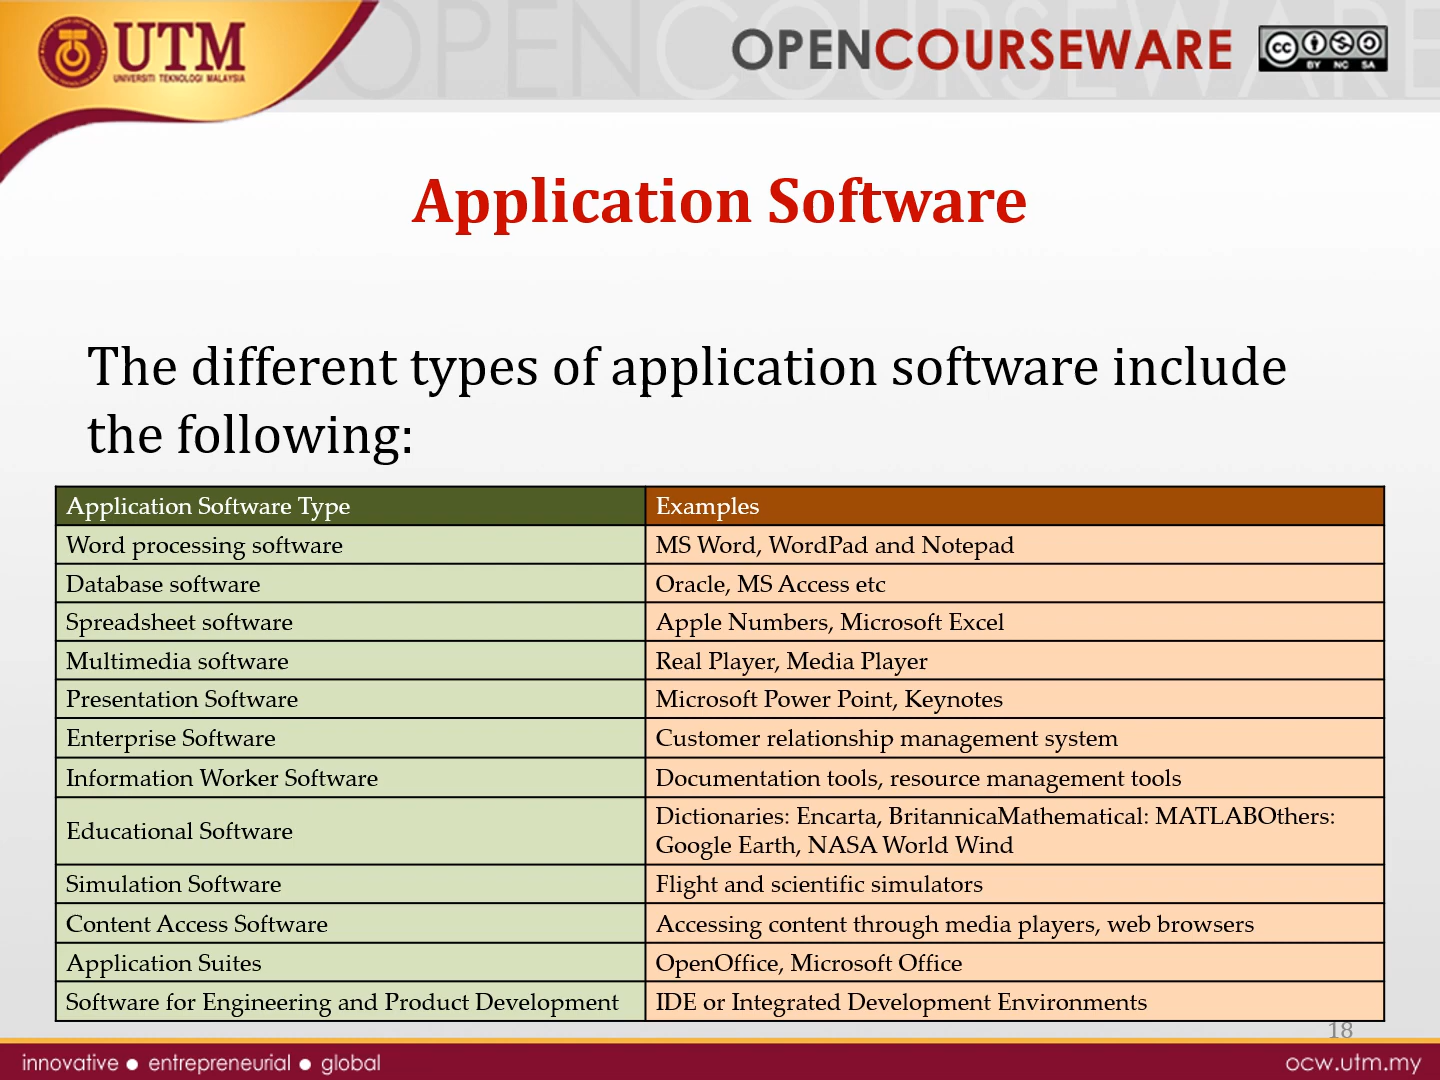 UTM
UNIVERSITI TEKNOLOGI MALAYSIA
OPENCOURSEWARE
OPENCOURSEWARE
cc
BY NC SA
Application Software
The different types of application software include
the following:
Application Software Type Examples
Word processing software MS Word, WordPad and Notepad
Database software Oracle, MS Access etc
Spreadsheet software Apple Numbers, Microsoft Excel
Multimedia software Real Player, Media Player
Presentation Software Microsoft Power Point, Keynotes
Enterprise Software Customer relationship management system
Information Worker Software Documentation tools, resource management tools
Educational Software Dictionaries: Encarta, BritannicaMathematical: MATLABOthers:
Google Earth, NASA World Wind
Simulation Software Flight and scientific simulators
Content Access Software Accessing content through media players, web browsers
Application Suites OpenOffice, Microsoft Office
Software for Engineering and Product Development IDE or Integrated Development Environments
18
innovative ● entrepreneurial ● global
ocw.utm.my